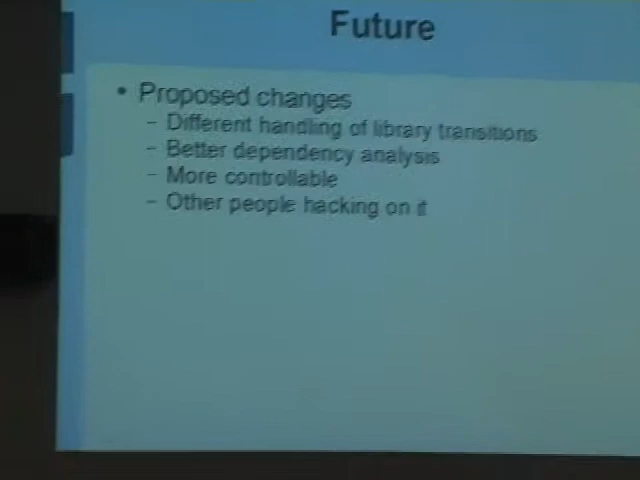 Future
• Proposed changes
– Different handling of library transitions
– Better dependency analysis
– More controllable
– Other people hacking on it